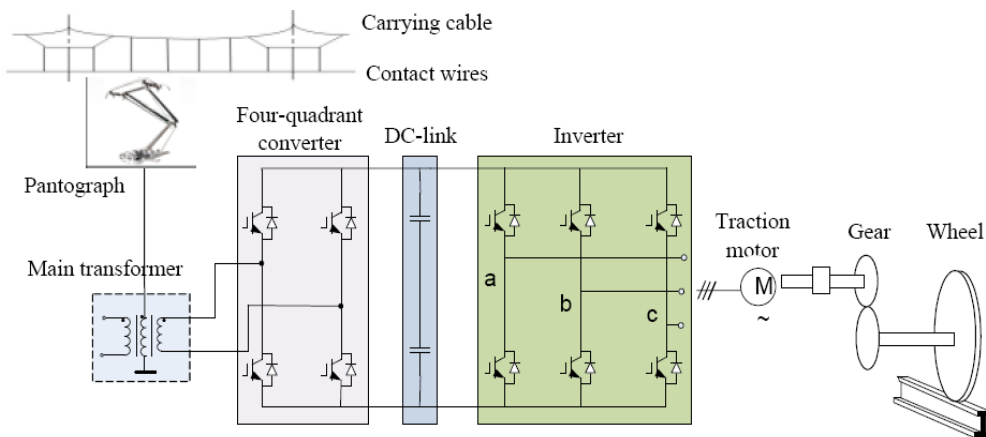 Carrying cable
Contact wires
Four-quadrant
converter
DC-link
Inverter
Pantograph
Main transformer
Traction
motor
Gear
Wheel
a
b
c
M
~